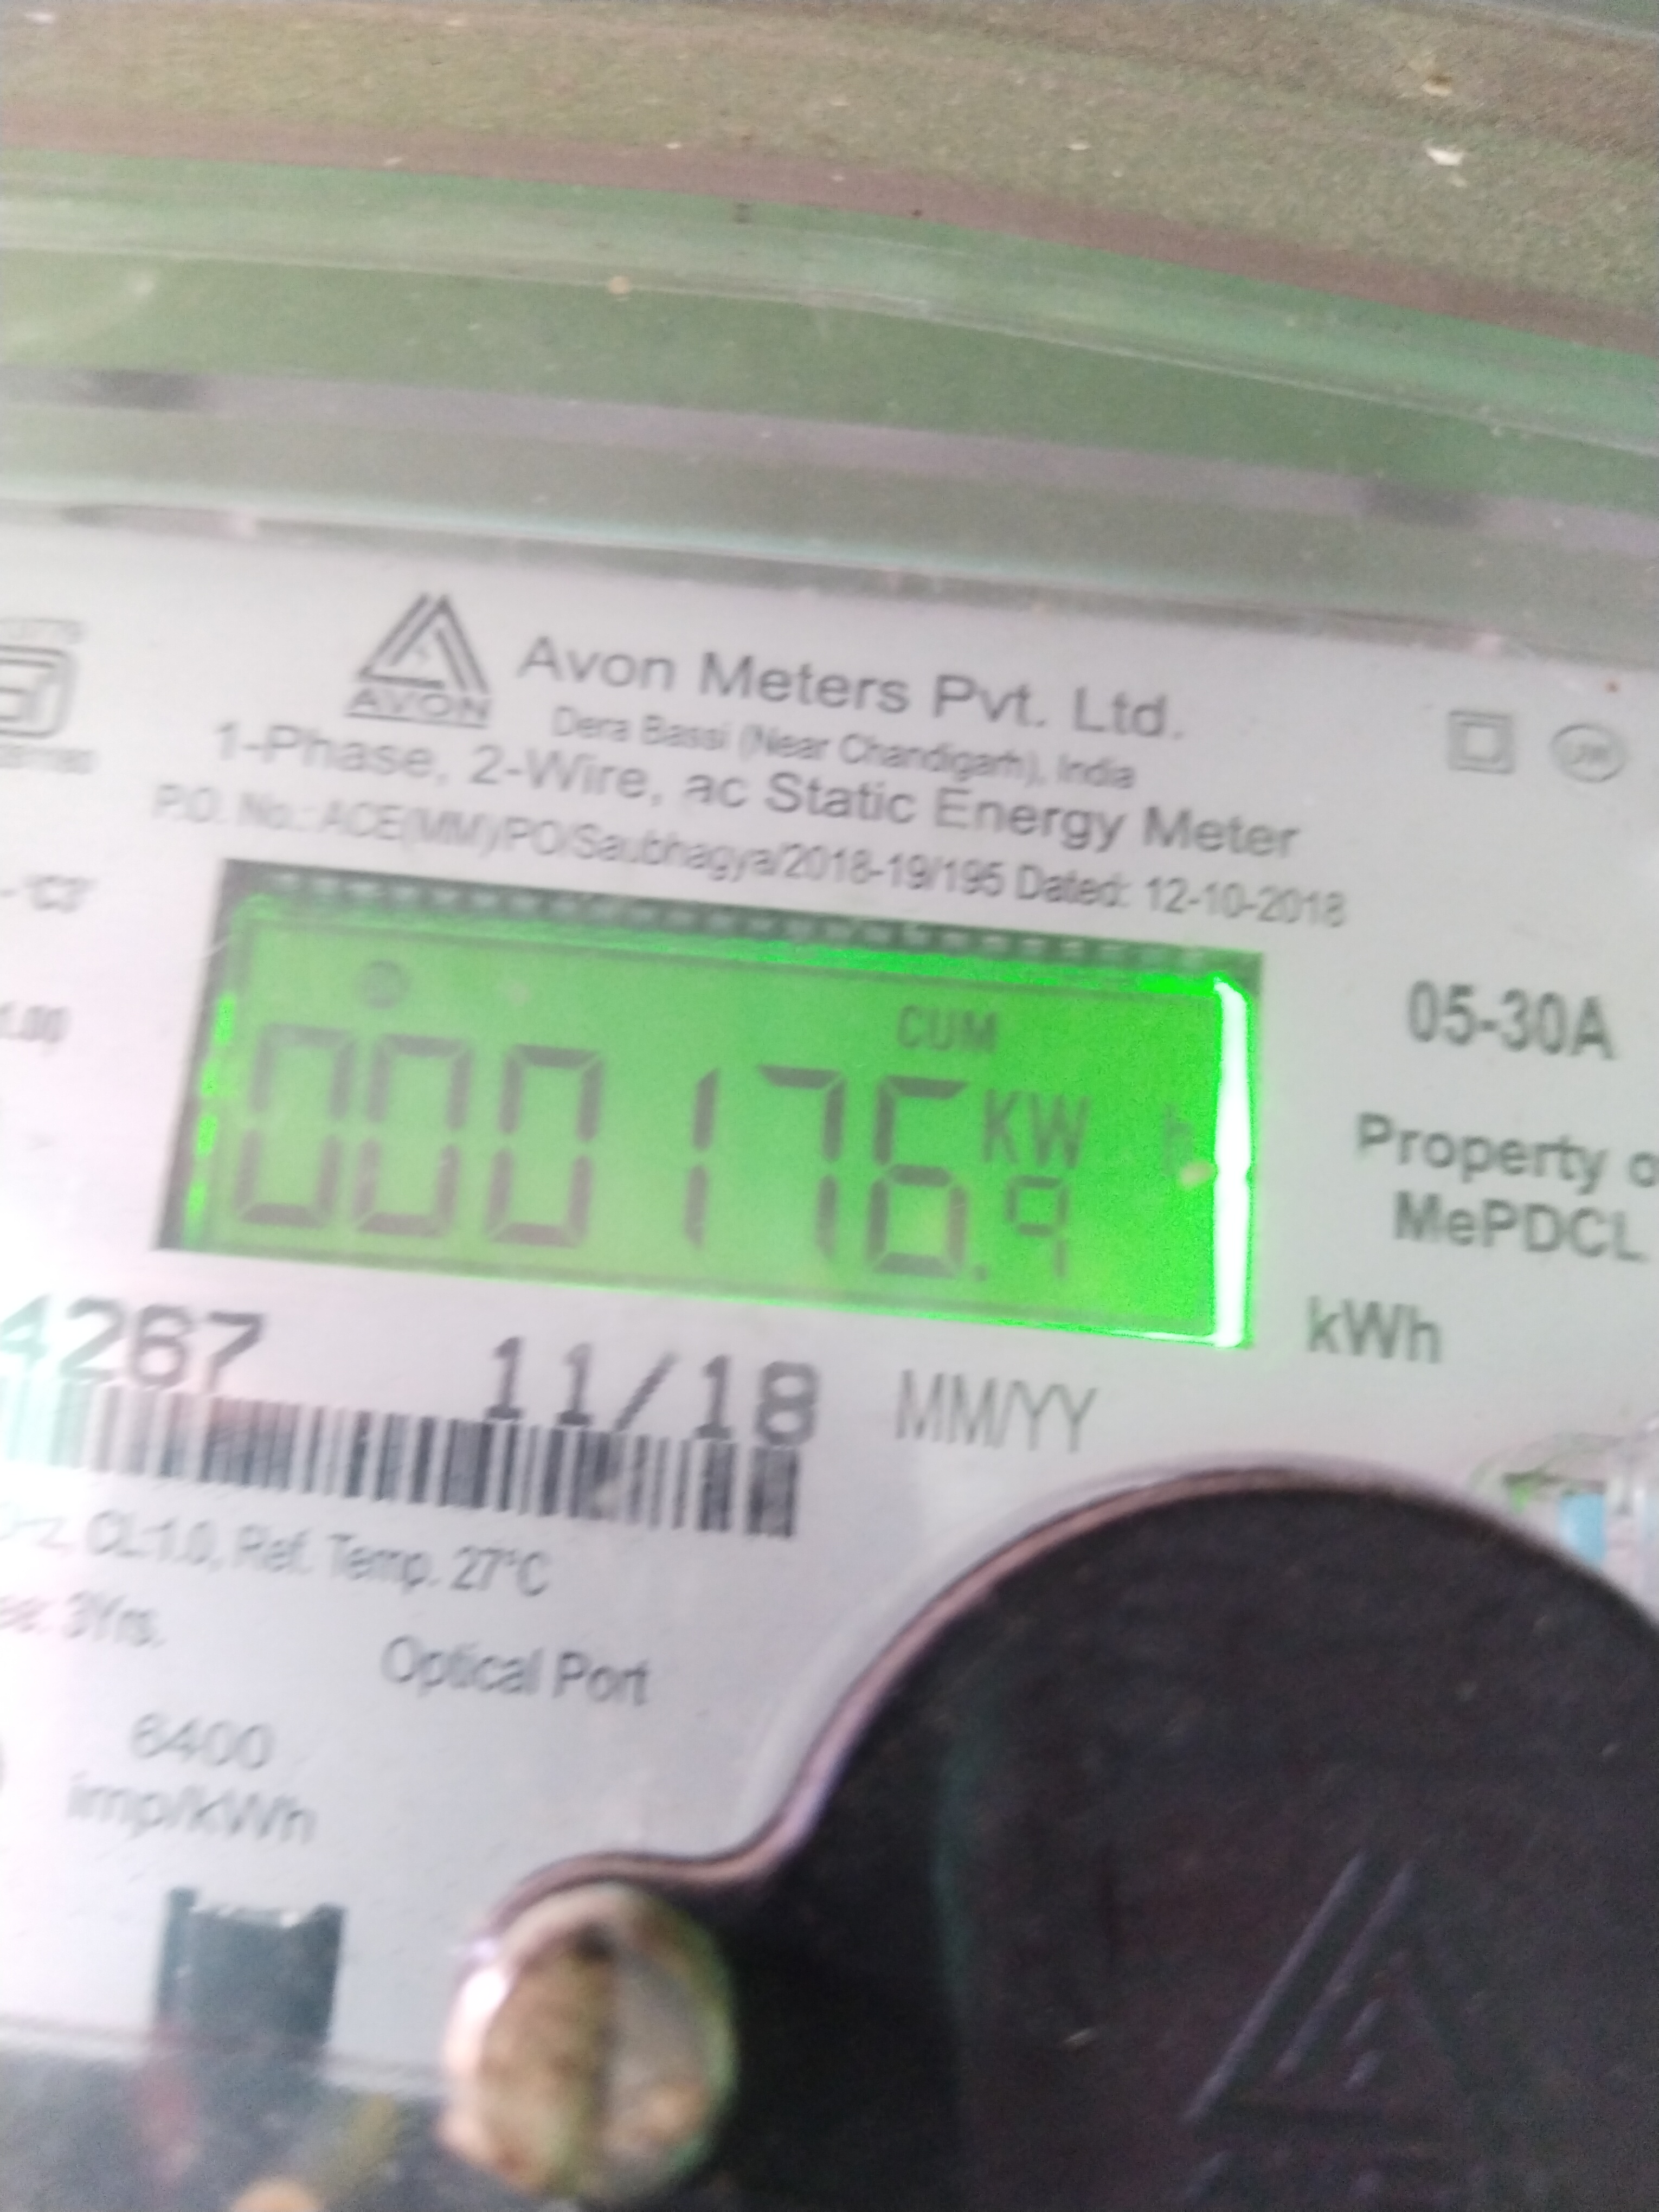 AVON
Avon Meters Pvt. Ltd.
Dera Bassi (Near Chandigarh), India
1-Phase, 2-Wire, ac Static Energy Meter
P.O. No.: ACE(MM)/PO/Saubhagya/2018-19/195 Dated: 12-10-2018
CUM
000176.9 KW h
05-30A
Property o
MePDCL
kWh
4267 11/18 MM/YY
CL:1.0, Ref. Temp. 27°C
3Yrs.
Optical Port
6400
imp/kWh